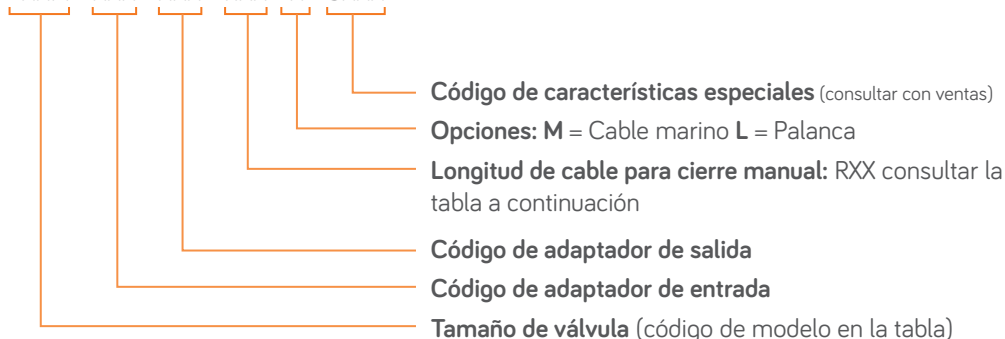 Código de características especiales (consultar con ventas)
Opciones: M = Cable marino L = Palanca
Longitud de cable para cierre manual: RXX consultar la
tabla a continuación
Código de adaptador de salida
Código de adaptador de entrada
Tamaño de válvula (código de modelo en la tabla)